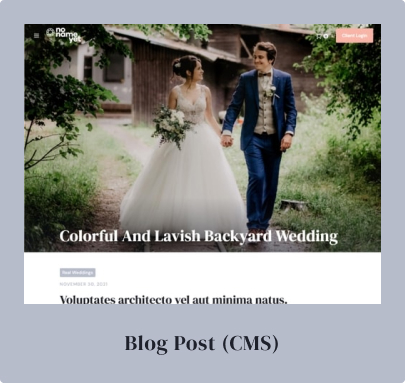 no
name
yet
Client Login
Colorful And Lavish Backyard Wedding
Real Weddings
NOVEMBER 30, 2021
Voluptates architecto vel aut minima natus.
Blog Post (CMS)